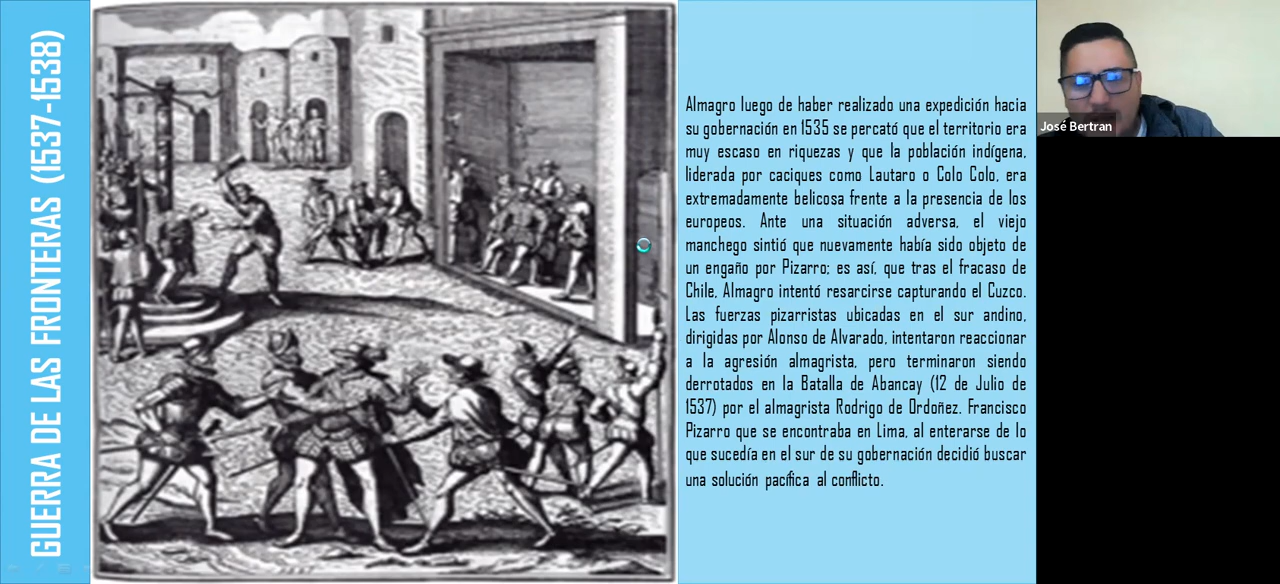 GUERRA DE LAS FRONTERAS (1537-1538)
Almagro luego de haber realizado una expedición hacia
su gobernación en 1535 se percató que el territorio era
muy escaso en riquezas y que la población indígena,
liderada por caciques como Lautaro o Colo Colo, era
extremadamente belicosa frente a la presencia de los
europeos. Ante una situación adversa, el viejo
manchego sintió que nuevamente había sido objeto de
un engaño por Pizarro; es así, que tras el fracaso de
Chile, Almagro intentó resarcirse capturando el Cuzco.
Las fuerzas pizarristas ubicadas en el sur andino,
dirigidas por Alonso de Alvarado, intentaron reaccionar
a la agresión almagrista, pero terminaron siendo
derrotados en la Batalla de Abancay (12 de Julio de
1537) por el almagrista Rodrigo de Ordoñez. Francisco
Pizarro que se encontraba en Lima, al enterarse de lo
que sucedía en el sur de su gobernación decidió buscar
una solución pacífica al conflicto.
José Bertran